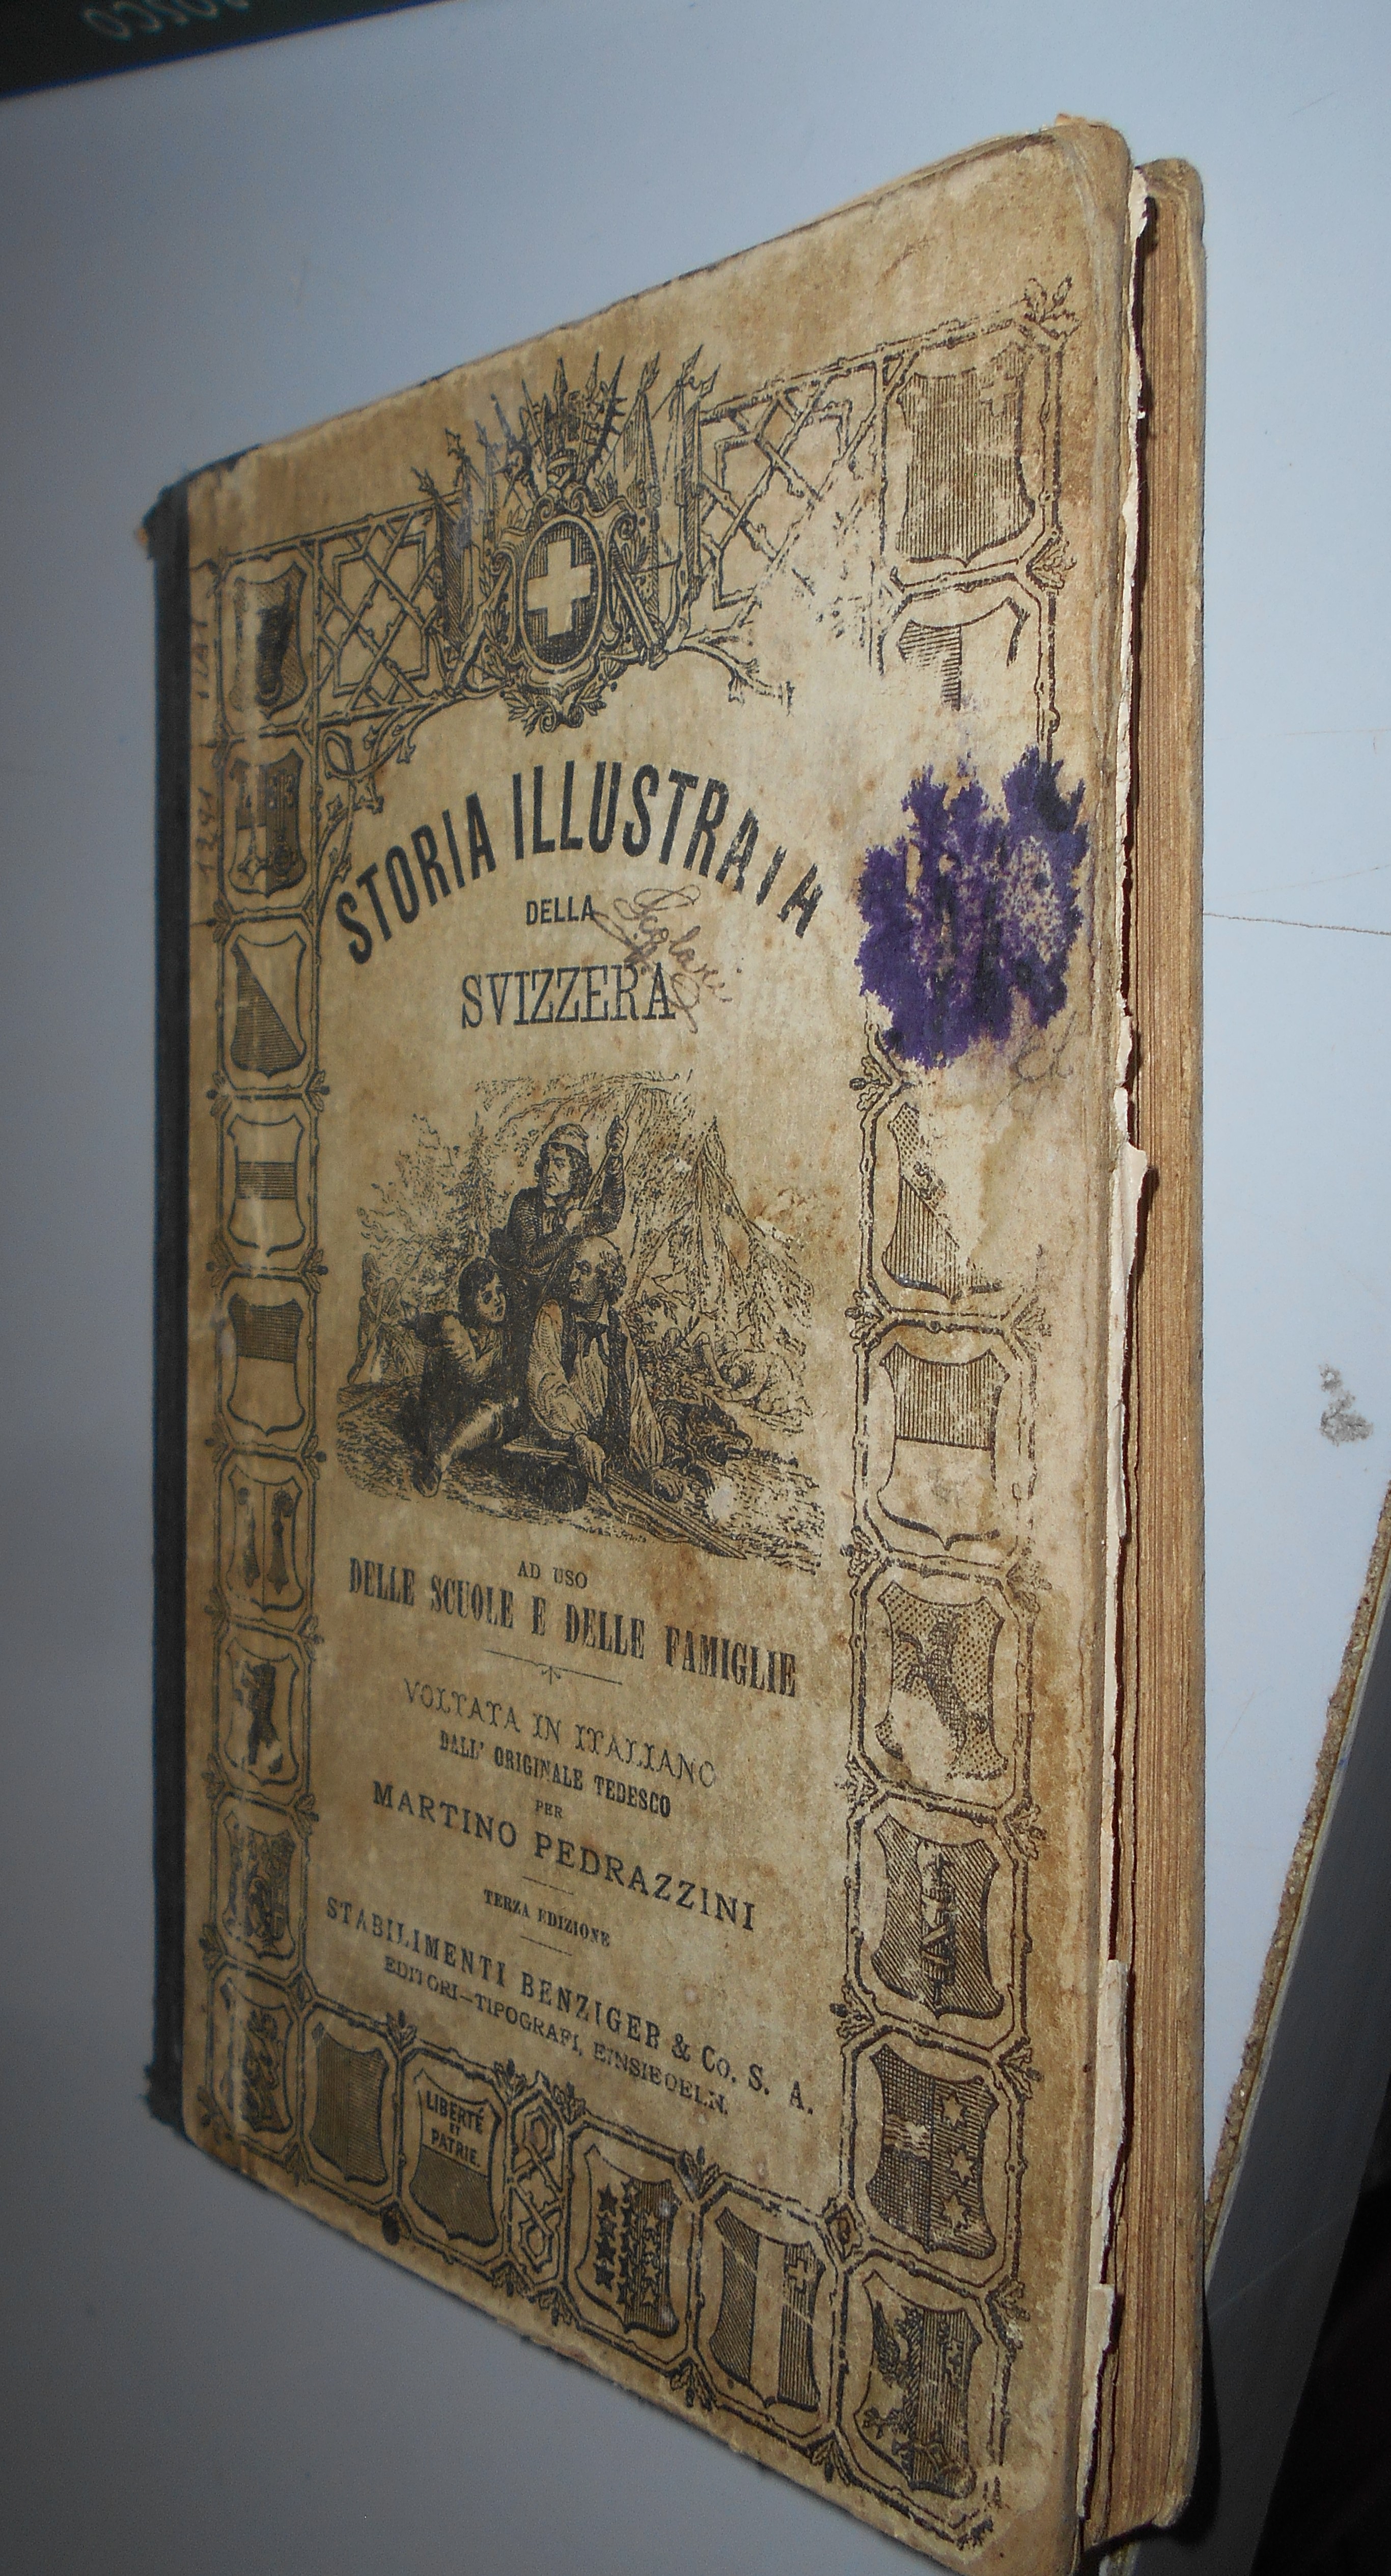 STORIA ILLUSTRATA
DELLA
SVIZZERA
AD USO
DELLE SCUOLE E DELLE FAMIGLIE
VOLTATA IN ITALIANO
DALL' ORIGINALE TEDESCO
PER
MARTINO PEDRAZZINI
TERZA EDIZIONE
STABILIMENTI BENZIGER & Co. S. A.
EDITORI-TIPOGRAFI, EINSIEDELN.
LIBERTÉ
ET
PATRIE.